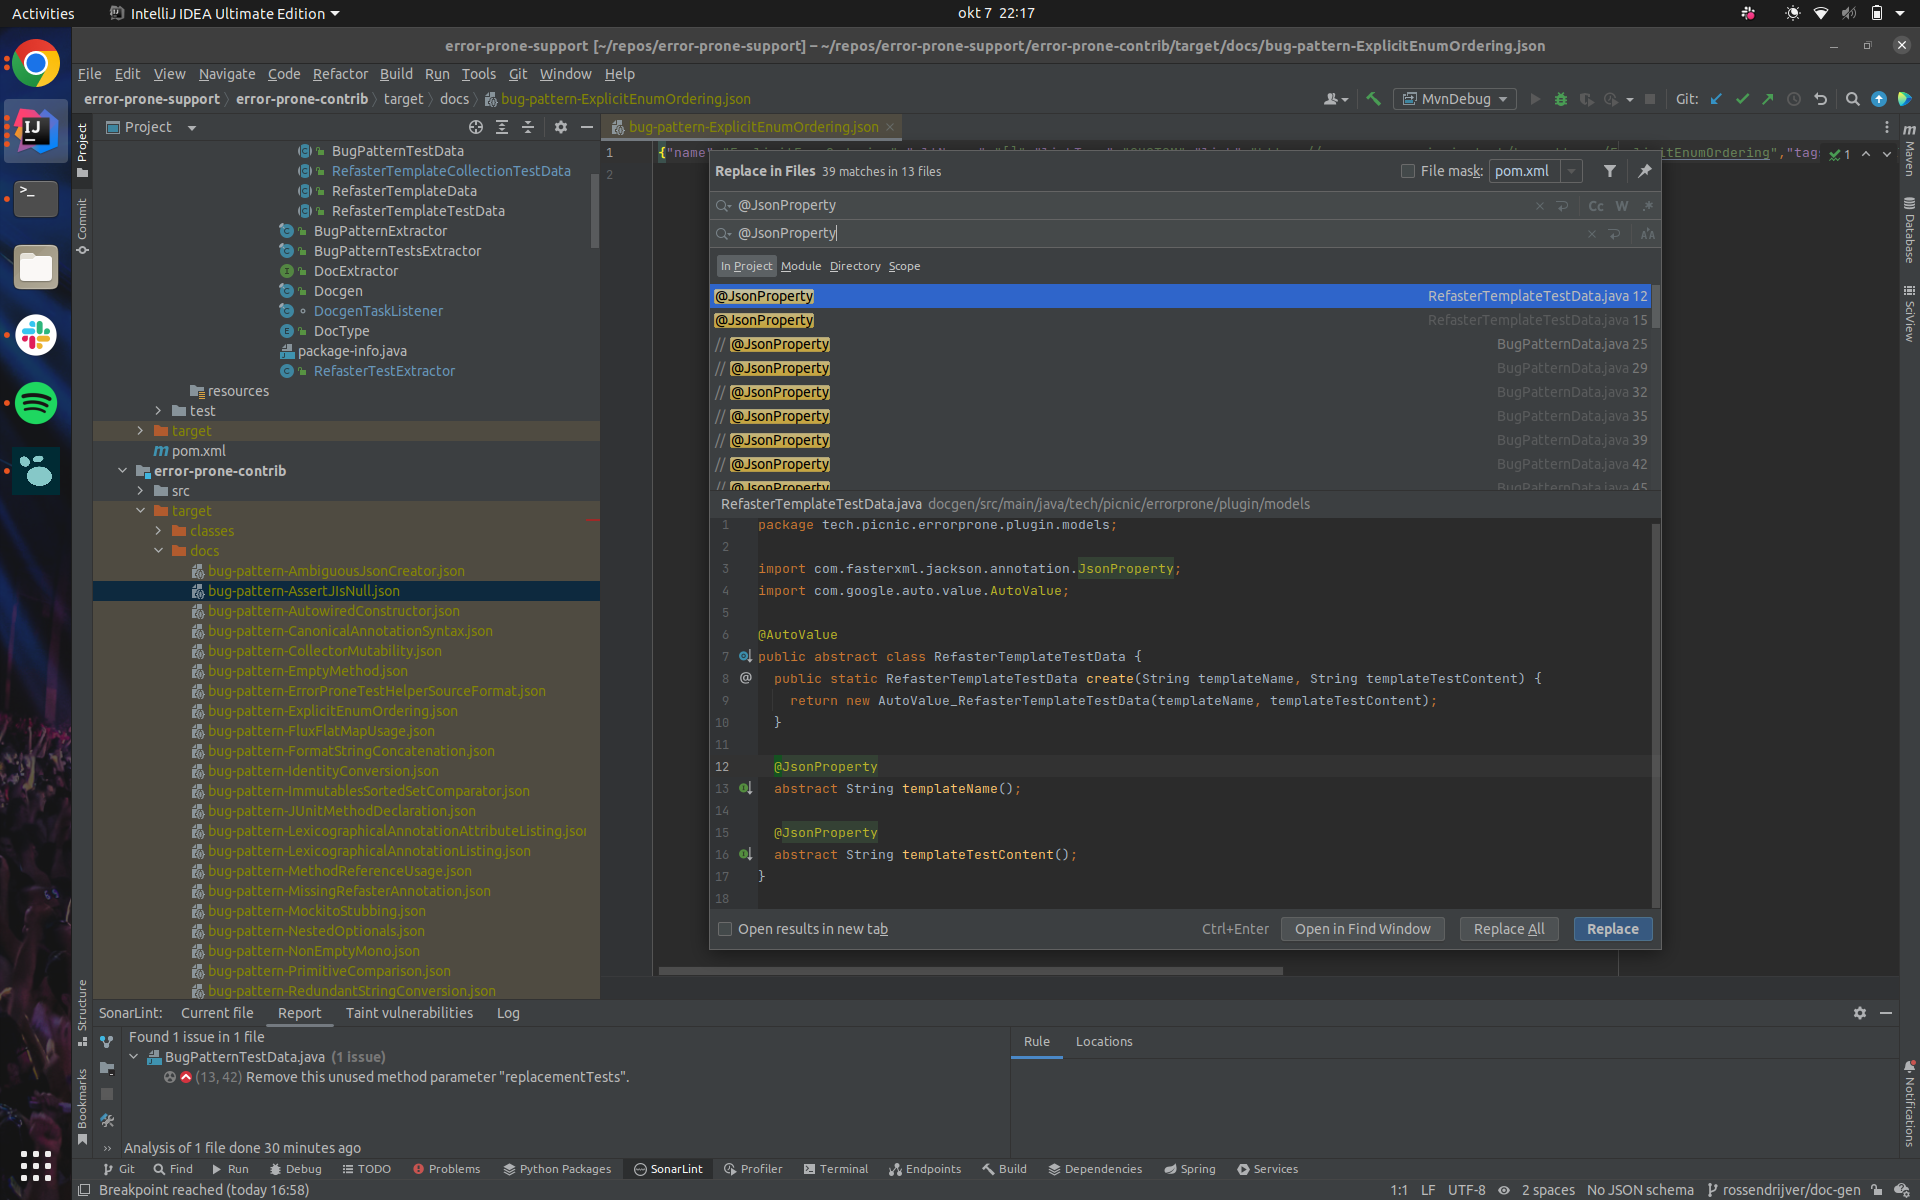 Activities
IntelliJ IDEA Ultimate Edition
okt 7 22:17
error-prone-support [~/repos/error-prone-support] – ~/repos/error-prone-support/error-prone-contrib/target/docs/bug-pattern-ExplicitEnumOrdering.json
File Edit View Navigate Code Refactor Build Run Tools Git Window Help
error-prone-support error-prone-contrib target docs bug-pattern-ExplicitEnumOrdering.json
MvnDebug
Git:
Project
bug-pattern-ExplicitEnumOrdering.json
BugPatternTestData
RefasterTemplateCollectionTestData
RefasterTemplateData
RefasterTemplateTestData
BugPatternExtractor
BugPatternTestsExtractor
DocExtractor
Docgen
DocgenTaskListener
DocType
package-info.java
RefasterTestExtractor
resources
test
target
pom.xml
error-prone-contrib
src
target
classes
docs
bug-pattern-AmbiguousJsonCreator.json
bug-pattern-AssertJIsNull.json
bug-pattern-AutowiredConstructor.json
bug-pattern-CanonicalAnnotationSyntax.json
bug-pattern-CollectorMutability.json
bug-pattern-EmptyMethod.json
bug-pattern-ErrorProneTestHelperSourceFormat.json
bug-pattern-ExplicitEnumOrdering.json
bug-pattern-FluxFlatMapUsage.json
bug-pattern-FormatStringConcatenation.json
bug-pattern-IdentityConversion.json
bug-pattern-ImmutablesSortedSetComparator.json
bug-pattern-JUnitMethodDeclaration.json
bug-pattern-LexicographicalAnnotationAttributeListing.json
bug-pattern-LexicographicalAnnotationListing.json
bug-pattern-MethodReferenceUsage.json
bug-pattern-MissingRefasterAnnotation.json
bug-pattern-MockitoStubbing.json
bug-pattern-NestedOptionals.json
bug-pattern-NonEmptyMono.json
bug-pattern-PrimitiveComparison.json
bug-pattern-RedundantStringConversion.json
Project
Commit
Structure
Bookmarks
1 {"name
itEnumOrdering","tag
1
2
Replace in Files 39 matches in 13 files
File mask: pom.xml
@JsonProperty
Cc W .*
@JsonProperty
In Project Module Directory Scope
@JsonProperty RefasterTemplateTestData.java 12
@JsonProperty RefasterTemplateTestData.java 15
// @JsonProperty BugPatternData.java 25
// @JsonProperty BugPatternData.java 29
// @JsonProperty BugPatternData.java 32
// @JsonProperty BugPatternData.java 35
// @JsonProperty BugPatternData.java 39
// @JsonProperty BugPatternData.java 42
// @JsonProperty BugPatternData.java 45
RefasterTemplateTestData.java docgen/src/main/java/tech/picnic/errorprone/plugin/models
1 package tech.picnic.errorprone.plugin.models;
2
3 import com.fasterxml.jackson.annotation.JsonProperty;
4 import com.google.auto.value.AutoValue;
5
6 @AutoValue
7 public abstract class RefasterTemplateTestData {
8 public static RefasterTemplateTestData create(String templateName, String templateTestContent) {
9 return new AutoValue_RefasterTemplateTestData(templateName, templateTestContent);
10 }
11
12 @JsonProperty
13 abstract String templateName();
14
15 @JsonProperty
16 abstract String templateTestContent();
17 }
18
Open results in new tab
Ctrl+Enter
Open in Find Window
Replace All
Replace
Maven
Database
SciView
Notifications
SonarLint: Current file Report Taint vulnerabilities Log
Found 1 issue in 1 file
BugPatternTestData.java (1 issue)
(13, 42) Remove this unused method parameter "replacementTests".
Analysis of 1 file done 30 minutes ago
Rule Locations
Git Find Run Debug TODO Problems Python Packages SonarLint Profiler Terminal Endpoints Build Dependencies Spring Services
Breakpoint reached (today 16:58)
1:1 LF UTF-8 2 spaces No JSON schema rossendrijver/doc-gen